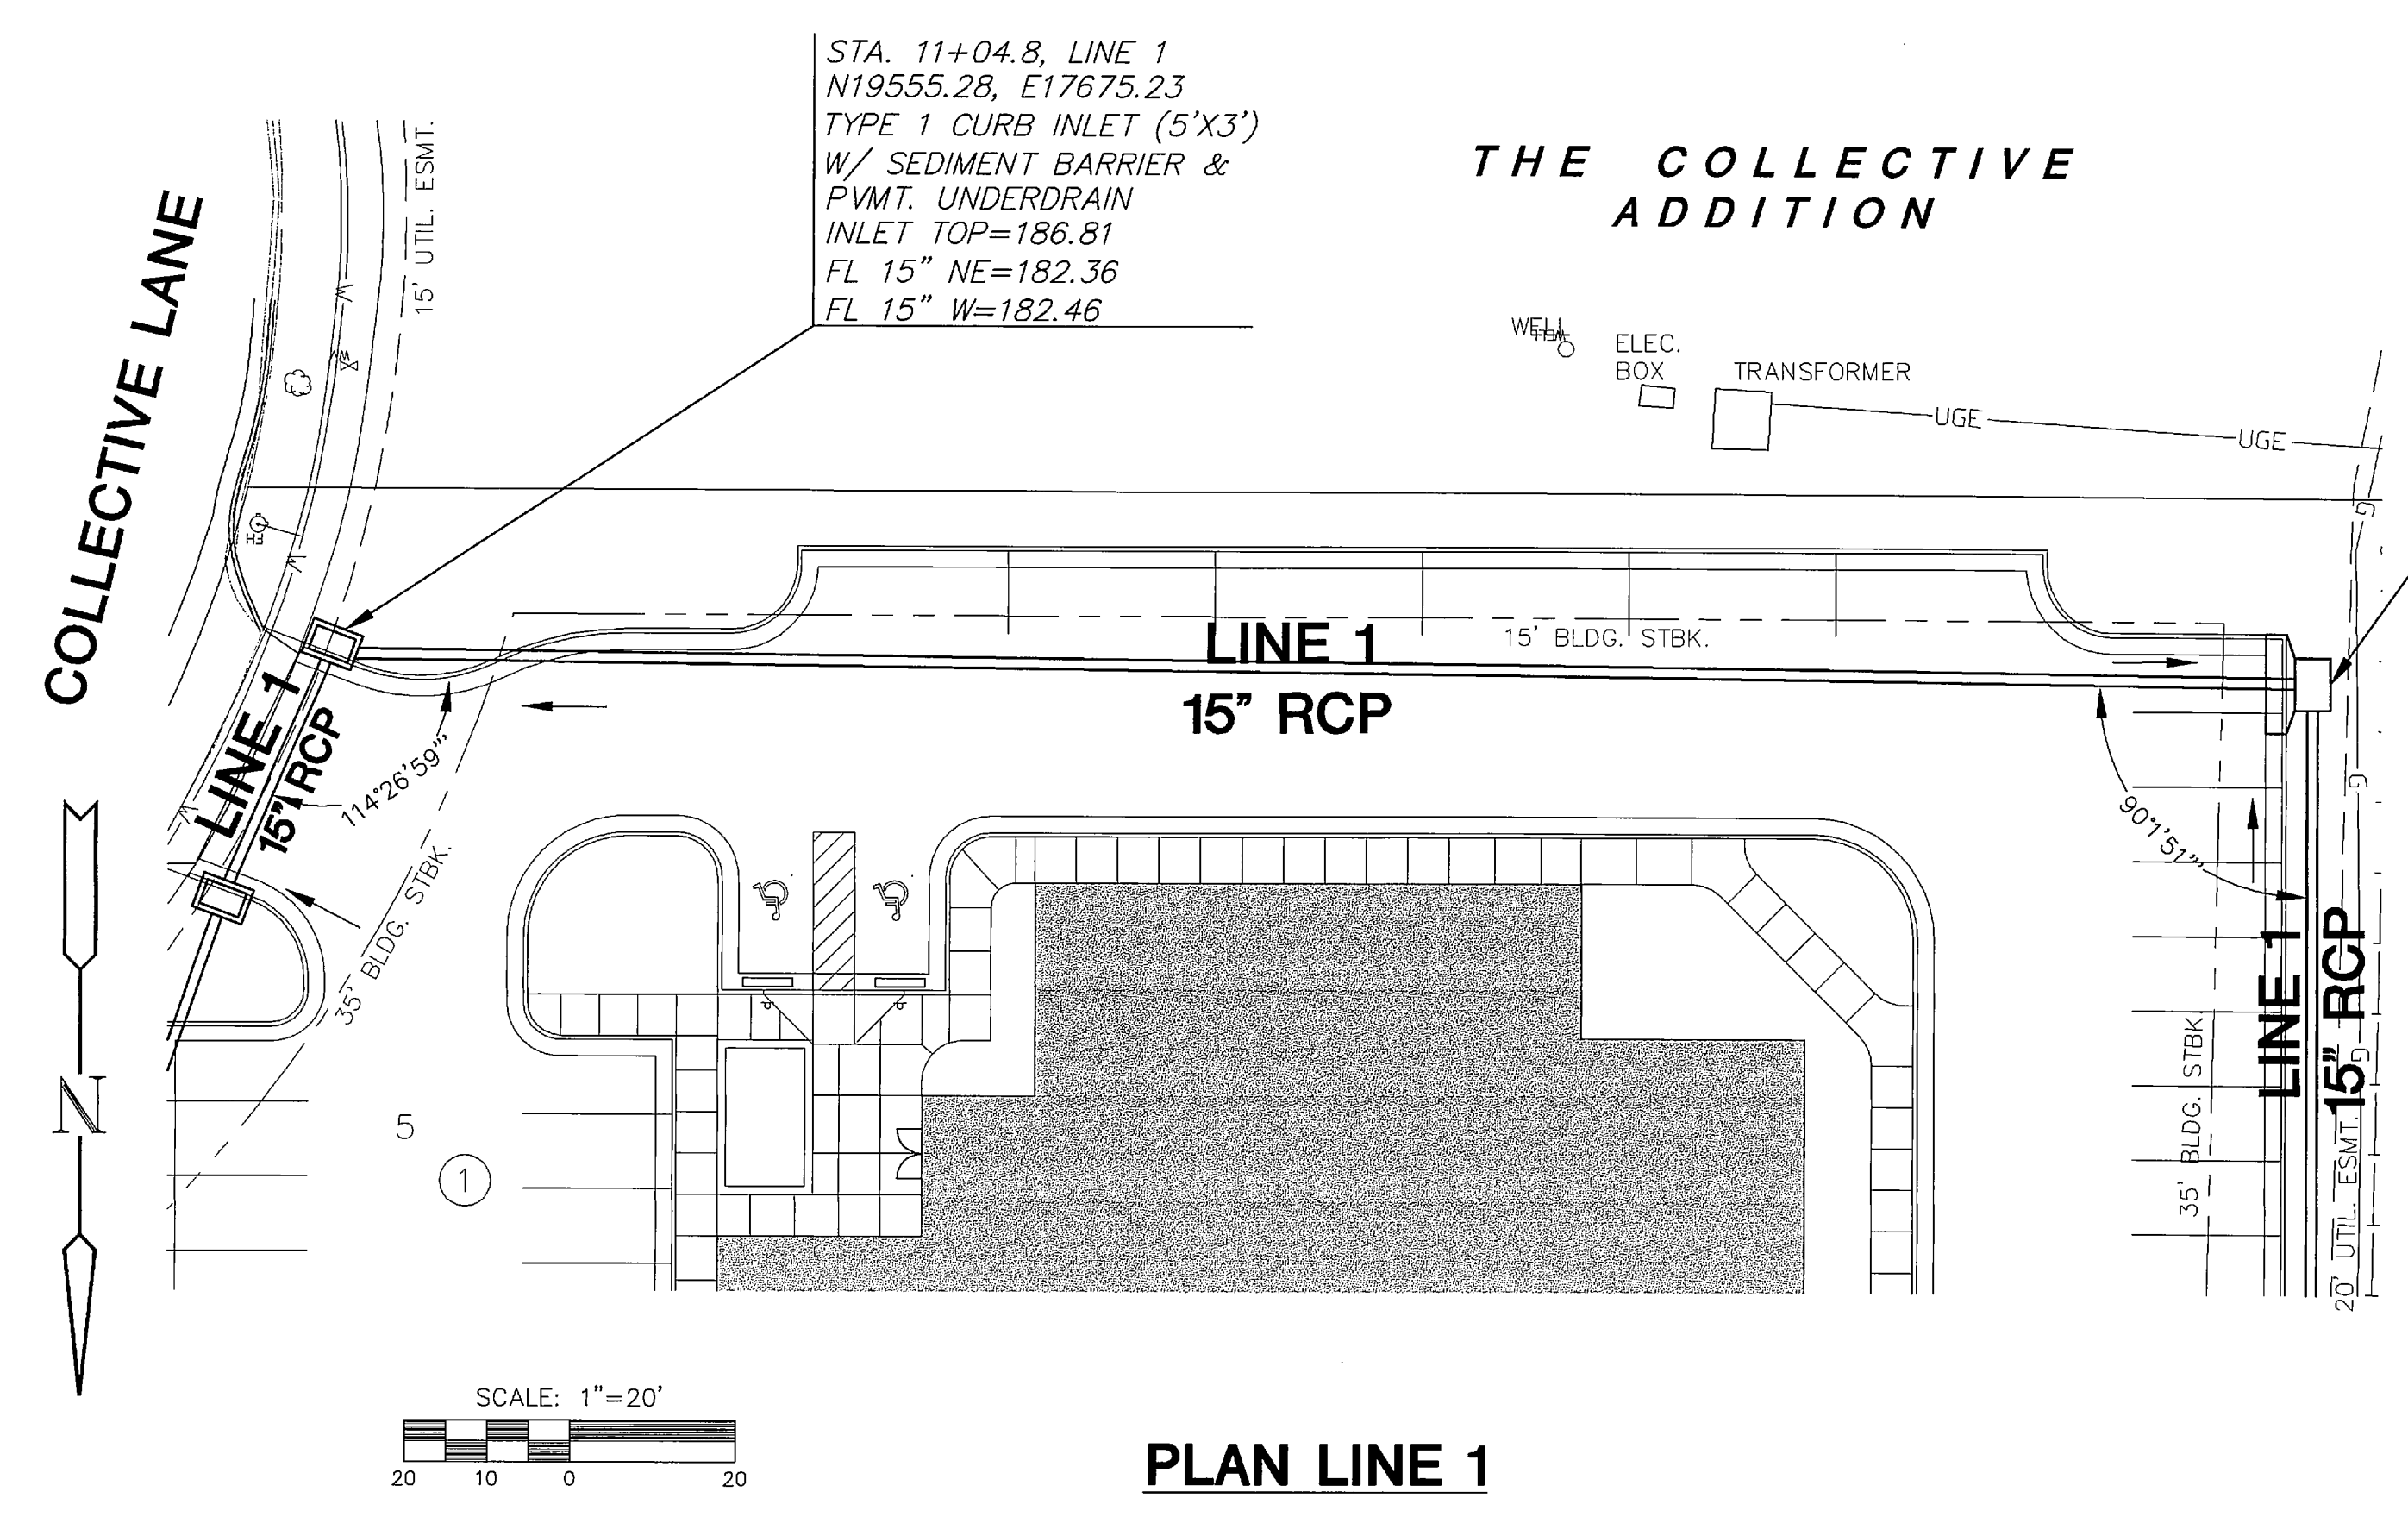 STA. 11+04.8, LINE 1
N19555.28, E17675.23
TYPE 1 CURB INLET (5'X3')
W/ SEDIMENT BARRIER &
PVMT. UNDERDRAIN
INLET TOP=186.81
FL 15" NE=182.36
FL 15" W=182.46
THE COLLECTIVE
ADDITION
COLLECTIVE LANE
15' UTIL. ESMT.
W
W
W
W
FH
WELL
ELEC.
BOX
TRANSFORMER
UGE
UGE
G
G
G
LINE 1
15" RCP
15' BLDG. STBK.
LINE 1
15" RCP
114°26'59"
35' BLDG. STBK.
90°1'51"
LINE 1
15" RCP
35' BLDG. STBK.
20' UTIL. ESMT.
N
5
1
SCALE: 1"=20'
20 10 0 20
PLAN LINE 1